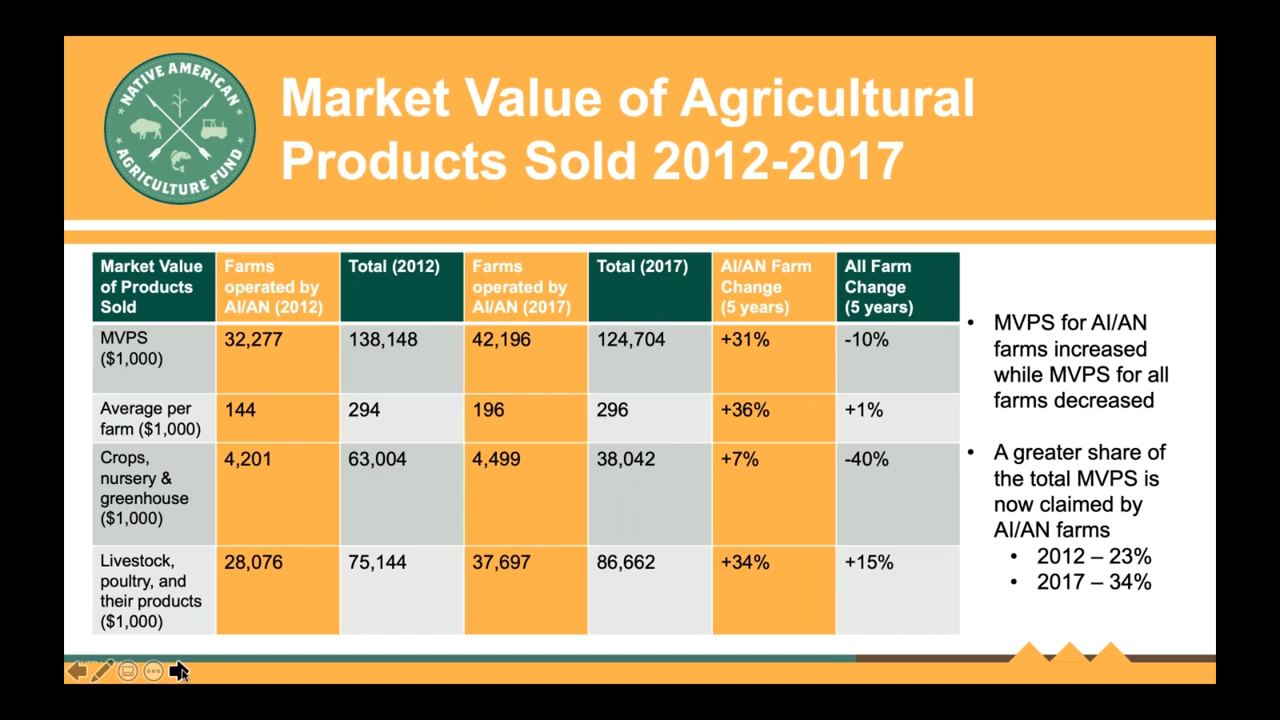 NATIVE AMERICAN
AGRICULTURE FUND
Market Value of Agricultural
Products Sold 2012-2017
Market Value
of Products
Sold
Farms
operated by
AI/AN (2012)
Total (2012)
Farms
operated by
AI/AN (2017)
Total (2017)
AI/AN Farm
Change
(5 years)
All Farm
Change
(5 years)
MVPS
($1,000)
32,277
138,148
42,196
124,704
+31%
-10%
Average per
farm ($1,000)
144
294
196
296
+36%
+1%
Crops,
nursery &
greenhouse
($1,000)
4,201
63,004
4,499
38,042
+7%
-40%
Livestock,
poultry, and
their products
($1,000)
28,076
75,144
37,697
86,662
+34%
+15%
• MVPS for AI/AN
farms increased
while MVPS for all
farms decreased
• A greater share of
the total MVPS is
now claimed by
AI/AN farms
• 2012 – 23%
• 2017 – 34%